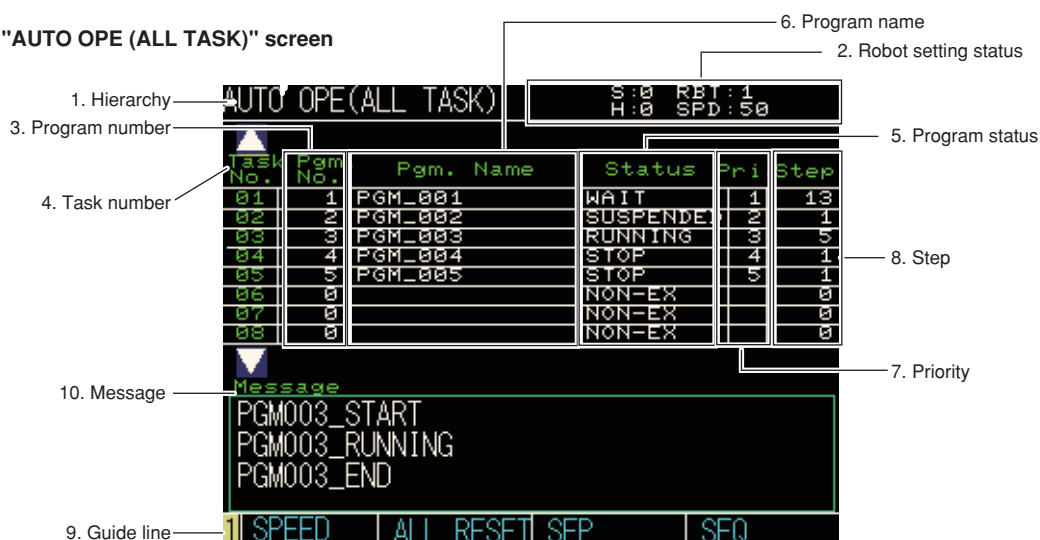 6. Program name
"AUTO OPE (ALL TASK)" screen
2. Robot setting status
1. Hierarchy
AUTO OPE(ALL TASK)
S:0 RBT:1
H:0 SPD:50
3. Program number
5. Program status
Task No.
Pgm No.
Pgm. Name
Status
Pri
Step
4. Task number
01 1 PGM_001 WAIT 1 13
02 2 PGM_002 SUSPENDED 2 1
03 3 PGM_003 RUNNING 3 5
04 4 PGM_004 STOP 4 1
8. Step
05 5 PGM_005 STOP 5 1
06 0 NON-EX 0
07 0 NON-EX 0
08 0 NON-EX 0
7. Priority
10. Message
Message
PGM003_START
PGM003_RUNNING
PGM003_END
9. Guide line
1 SPEED ALL RESET SEP SEQ